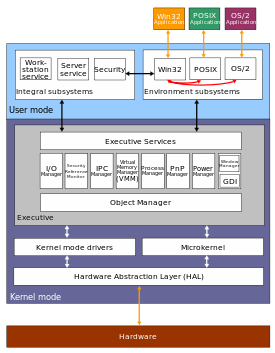 Win32
Application
POSIX
Application
OS/2
Application
Work-
station
service
Server
service
Security
Win32
POSIX
OS/2
Integral subsystems
Environment subsystems
User mode
Executive Services
I/O
Manager
Security
Reference
Monitor
IPC
Manager
Virtual
Memory
Manager
(VMM)
Process
Manager
PnP
Manager
Power
Manager
Window
Manager
GDI
Object Manager
Executive
Kernel mode drivers
Microkernel
Hardware Abstraction Layer (HAL)
Kernel mode
Hardware